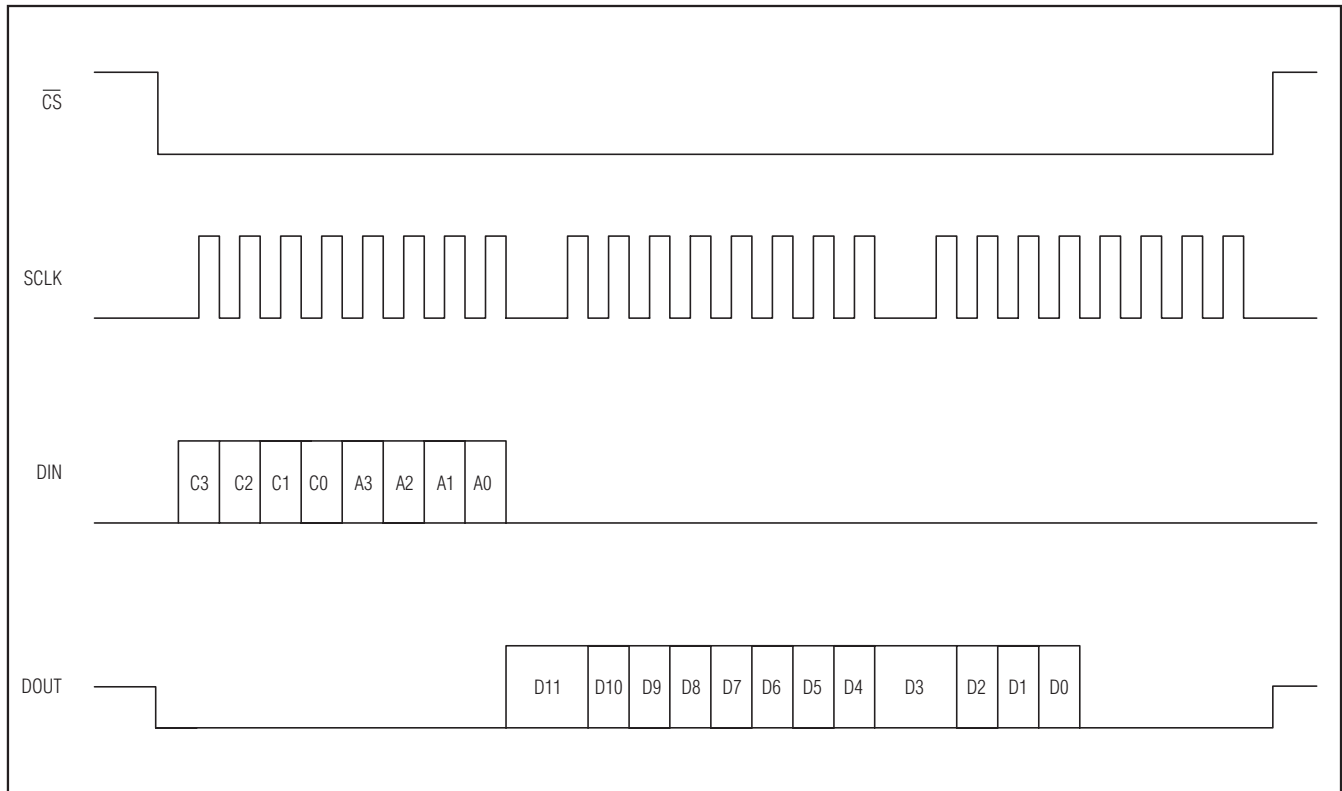 C̅S̅
SCLK
DIN
C3 C2 C1 C0 A3 A2 A1 A0
DOUT
D11 D10 D9 D8 D7 D6 D5 D4 D3 D2 D1 D0